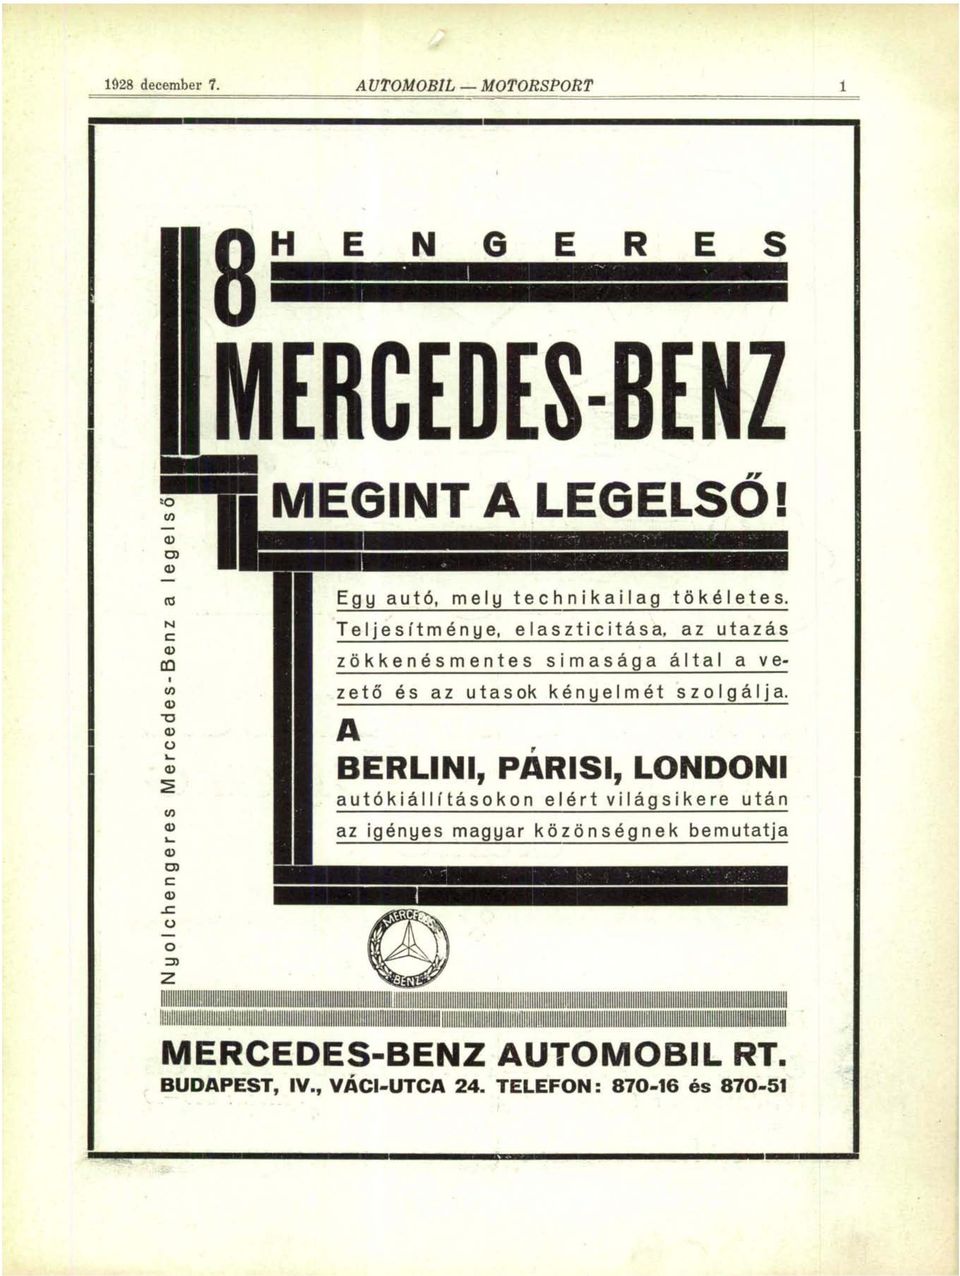 1928 december 7. AUTOMOBIL — MOTORSPORT 1
8 HENGERES
MERCEDES-BENZ
MEGINT A LEGELSŐ!
Nyolchengeres Mercedes-Benz a legelső
Egy autó, mely technikailag tökéletes.
Teljesítménye, elaszticitása, az utazás
zökkenésmentes simasága által a ve-
zető és az utasok kényelmét szolgálja.
A
BERLINI, PÁRISI, LONDONI
autókiállításokon elért világsikere után
az igényes magyar közönségnek bemutatja
MERCEDES
BENZ
MERCEDES-BENZ AUTOMOBIL RT.
BUDAPEST, IV., VÁCI-UTCA 24. TELEFON: 870-16 és 870-51